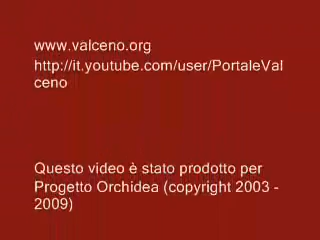 www.valceno.org
http://it.youtube.com/user/PortaleVal
ceno
Questo video è stato prodotto per
Progetto Orchidea (copyright 2003 -
2009)